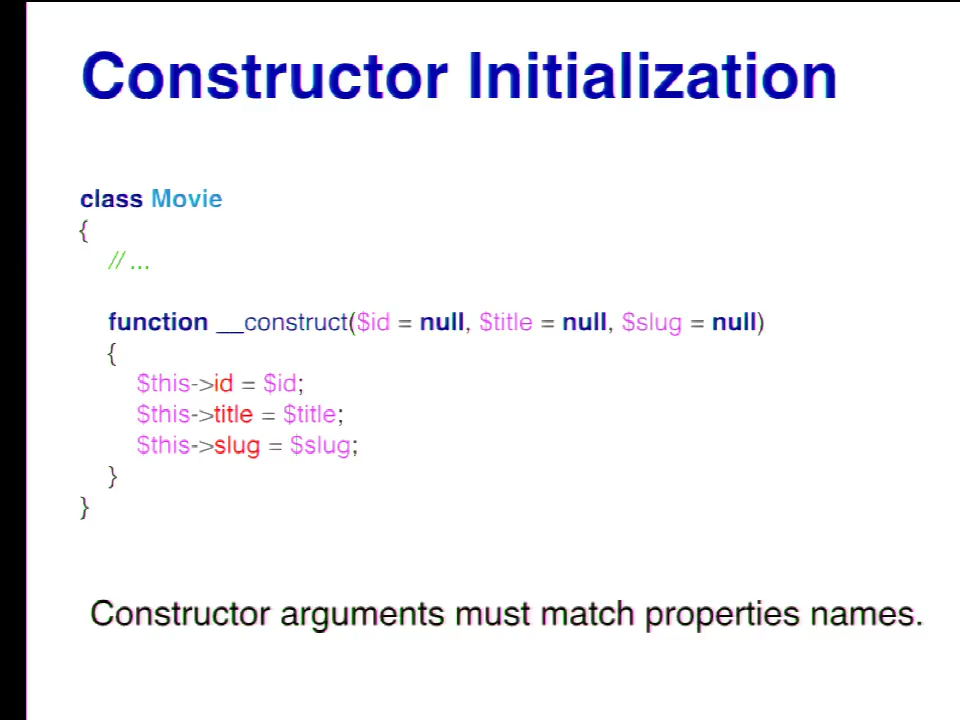 Constructor Initialization
class Movie
{
// ...
function __construct($id = null, $title = null, $slug = null)
{
$this->id = $id;
$this->title = $title;
$this->slug = $slug;
}
}
Constructor arguments must match properties names.